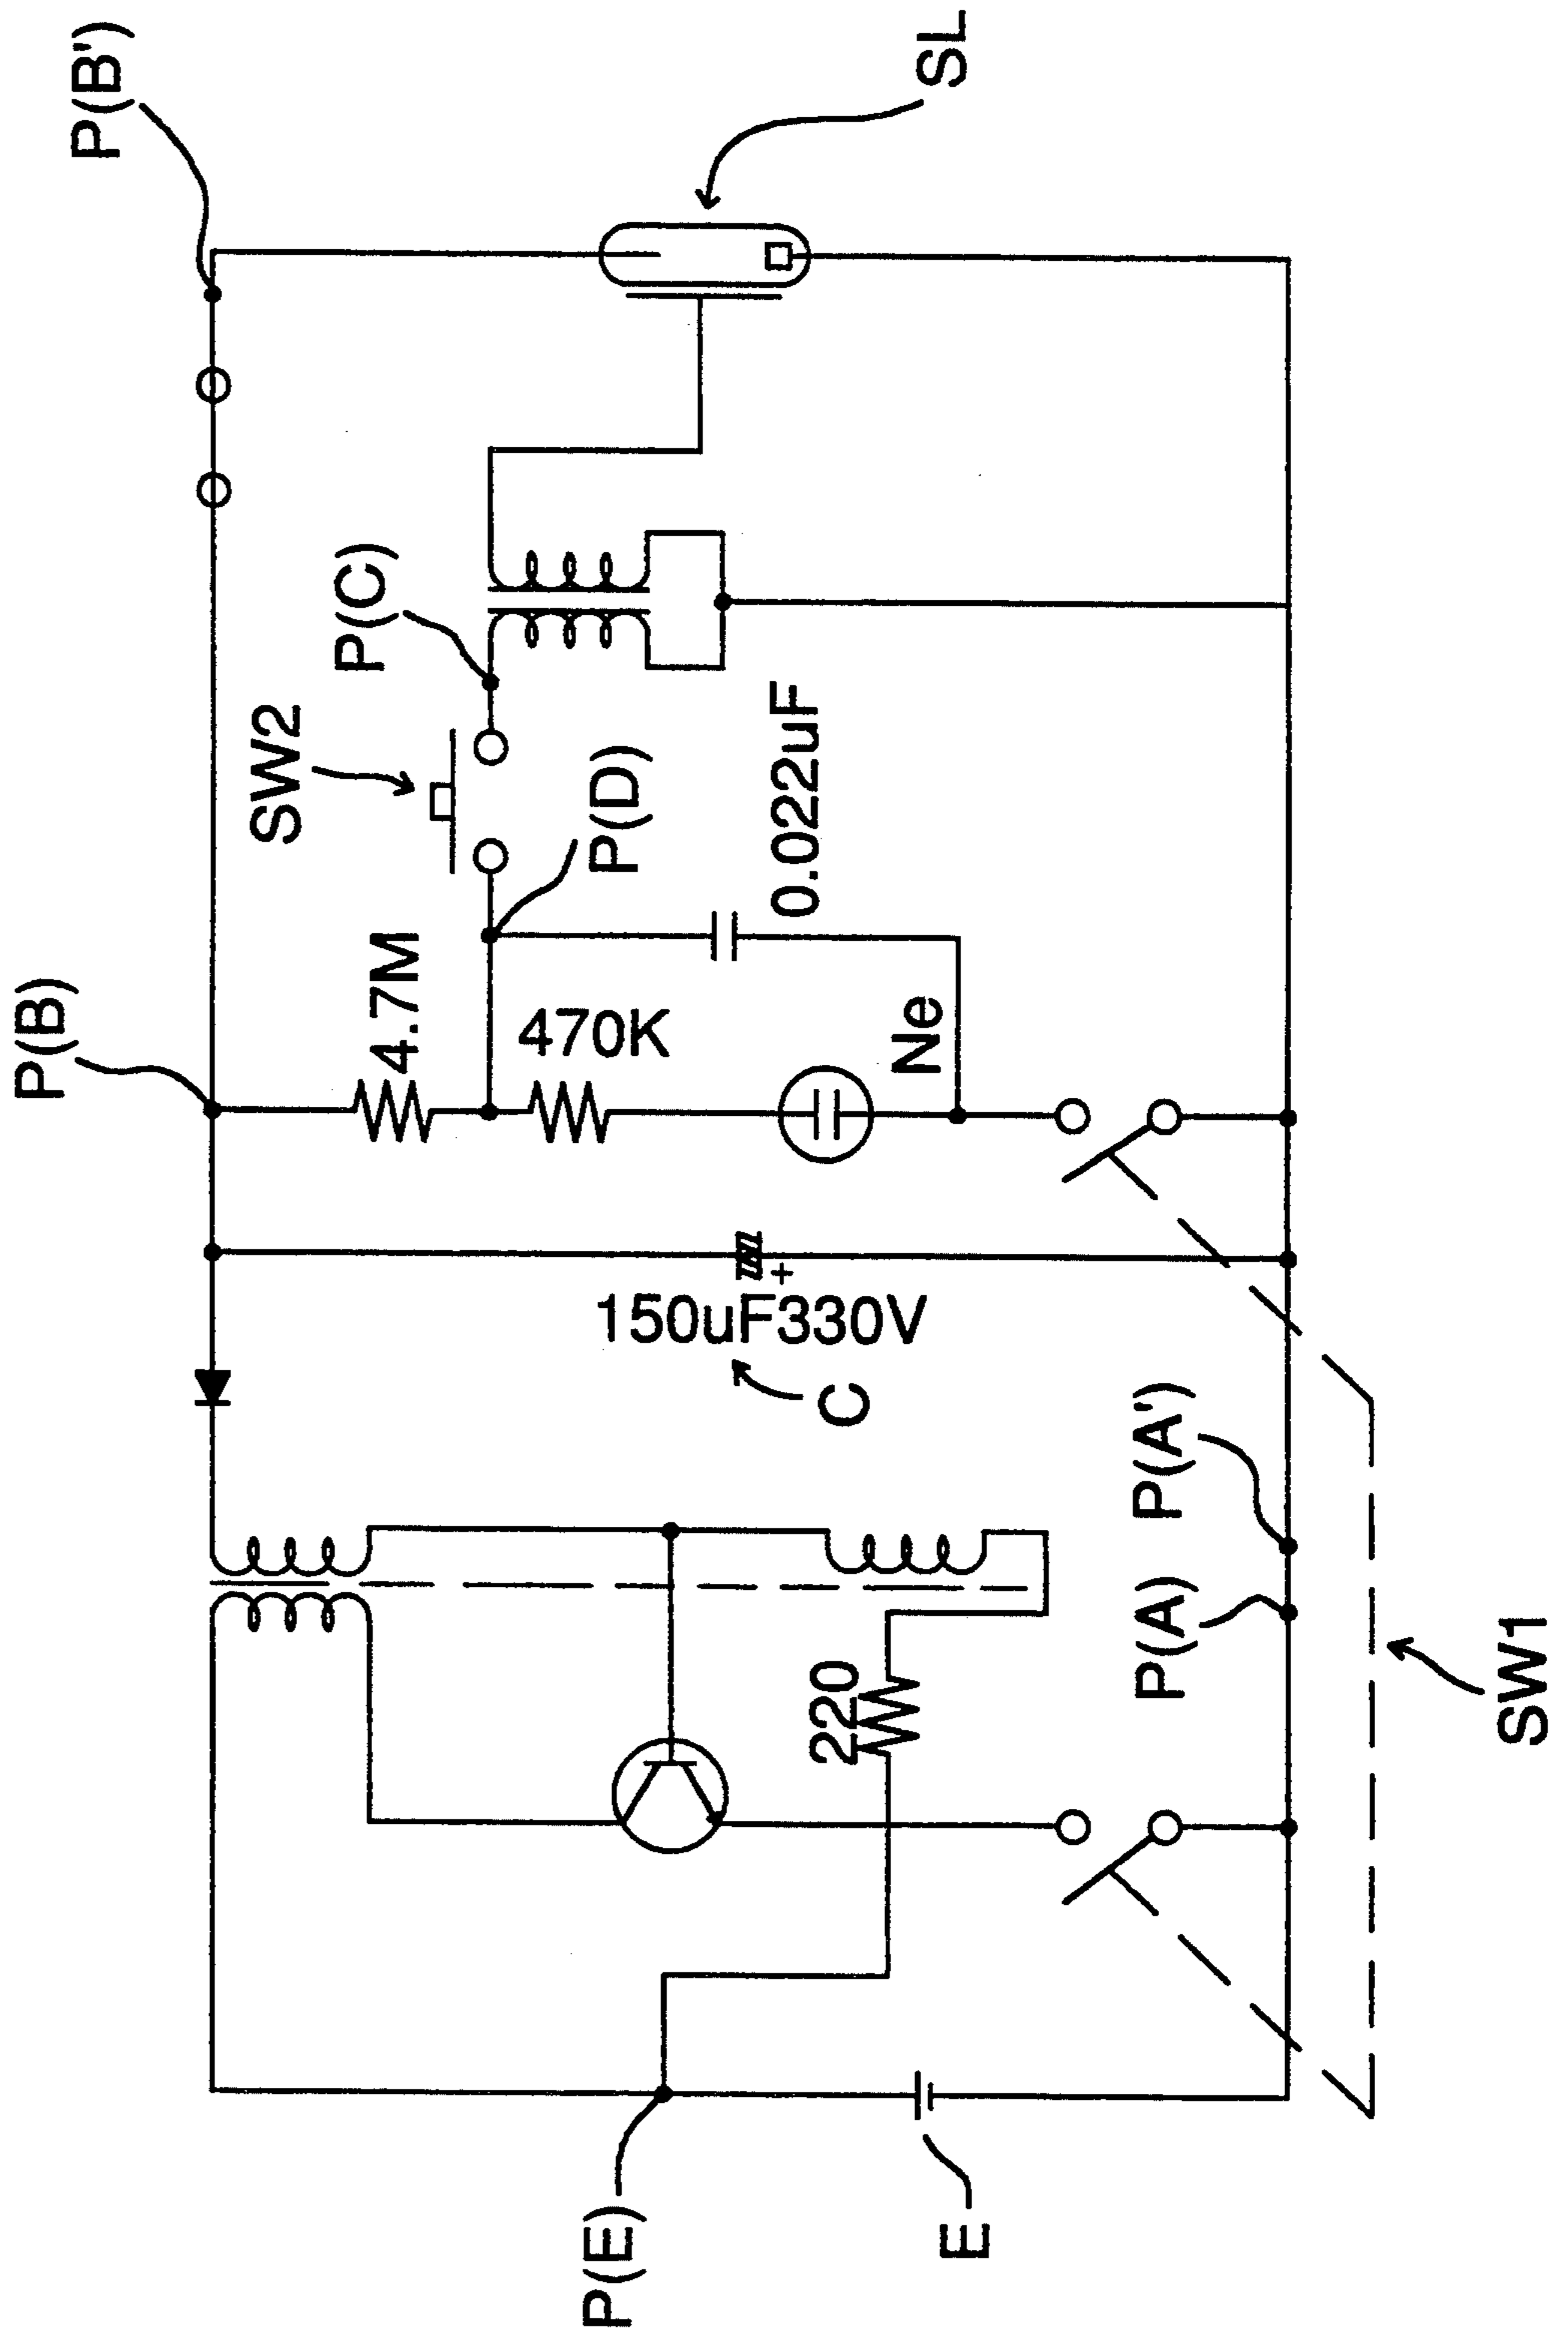 P(B')
SL
P(C)
SW2
P(D)
0.022uF
P(B)
4.7M
470K
Ne
150uF330V
+
C
P(A')
P(A)
220
SW1
P(E)
E